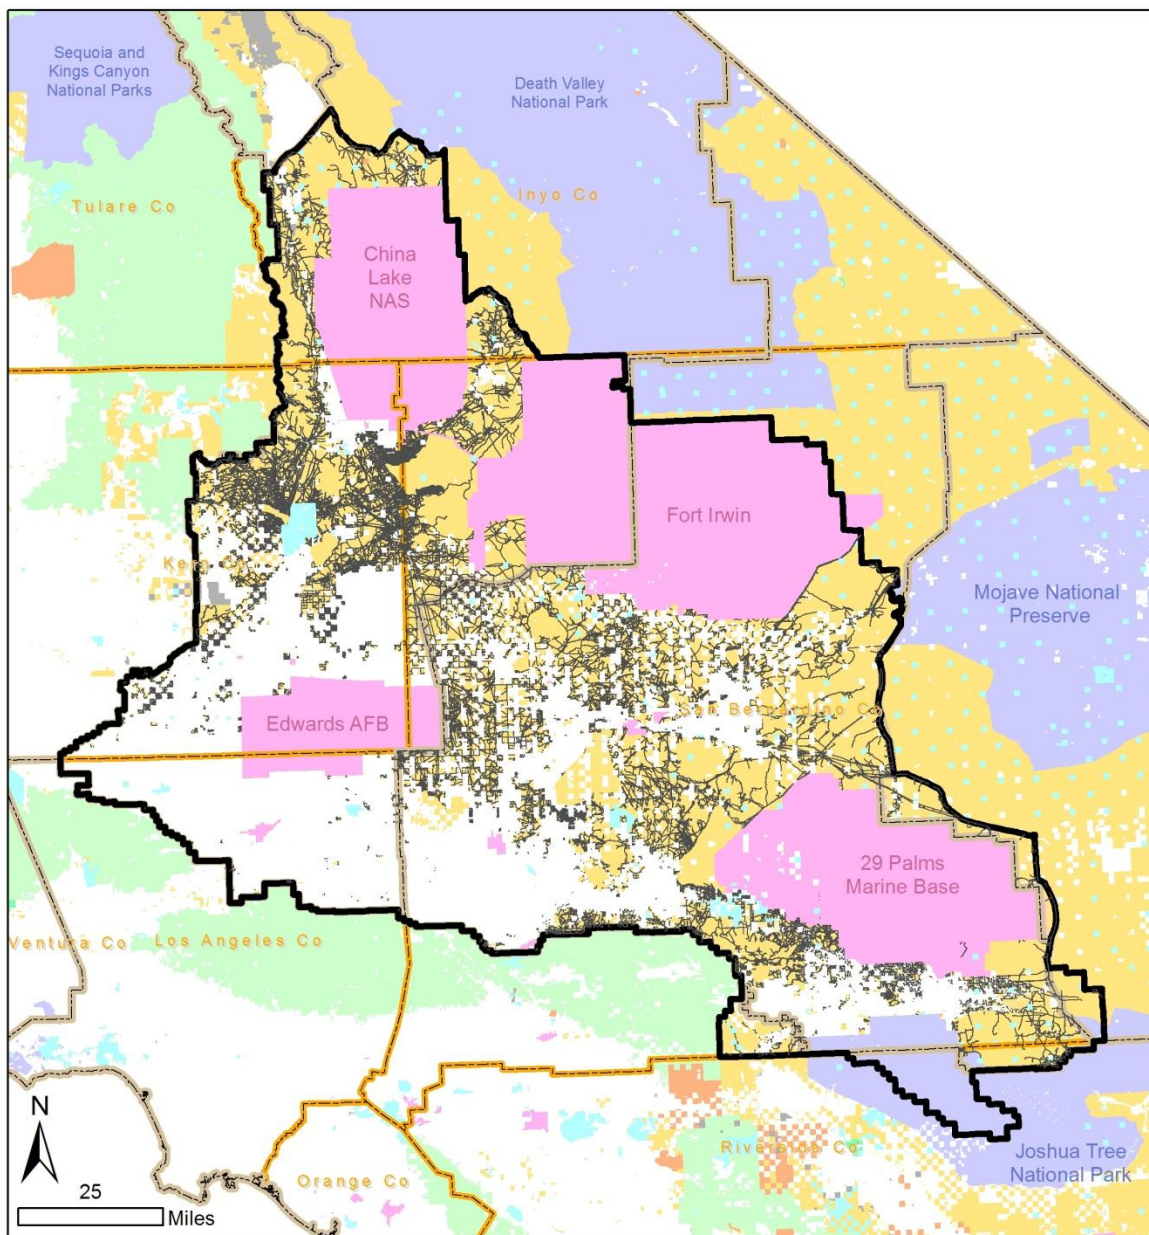 Sequoia and
Kings Canyon
National Parks
Death Valley
National Park
Tulare Co
Inyo Co
China
Lake
NAS
Fort Irwin
Kern Co
Mojave National
Preserve
Edwards AFB
San Bernardino Co
29 Palms
Marine Base
Ventura Co
Los Angeles Co
N
25
Miles
Orange Co
Riverside Co
Joshua Tree
National Park